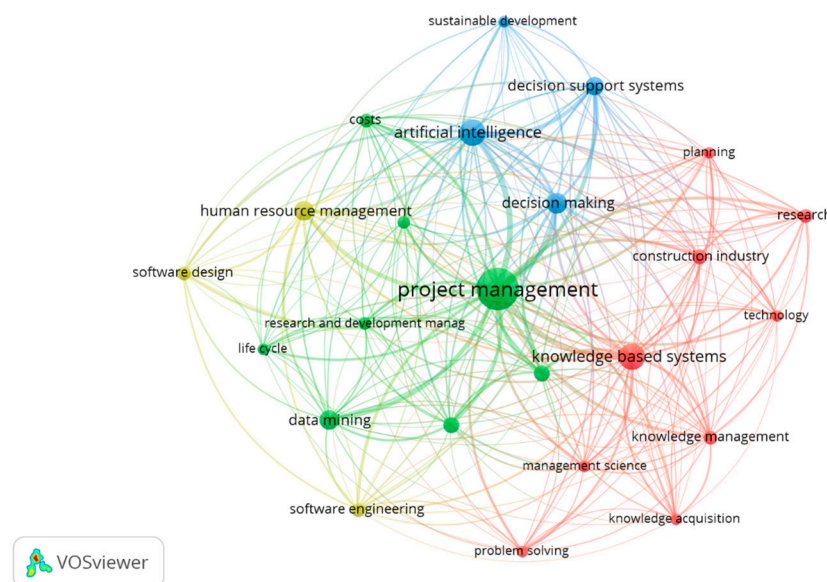 sustainable development
decision support systems
costs
artificial intelligence
planning
decision making
human resource management
research
construction industry
software design
project management
technology
research and development manag
life cycle
knowledge based systems
data mining
knowledge management
management science
software engineering
knowledge acquisition
problem solving
VOSviewer